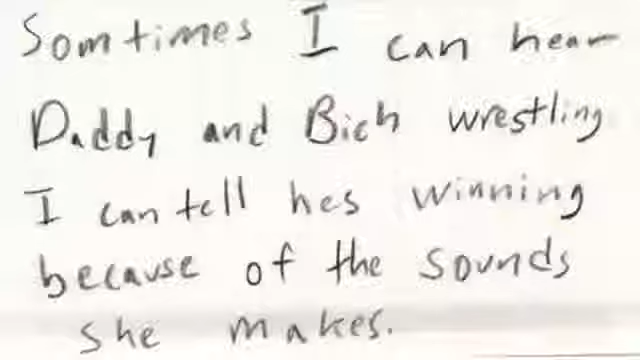 Somtimes I can hear
Daddy and Bich wrestling
I can tell hes winning
because of the sounds
she makes.